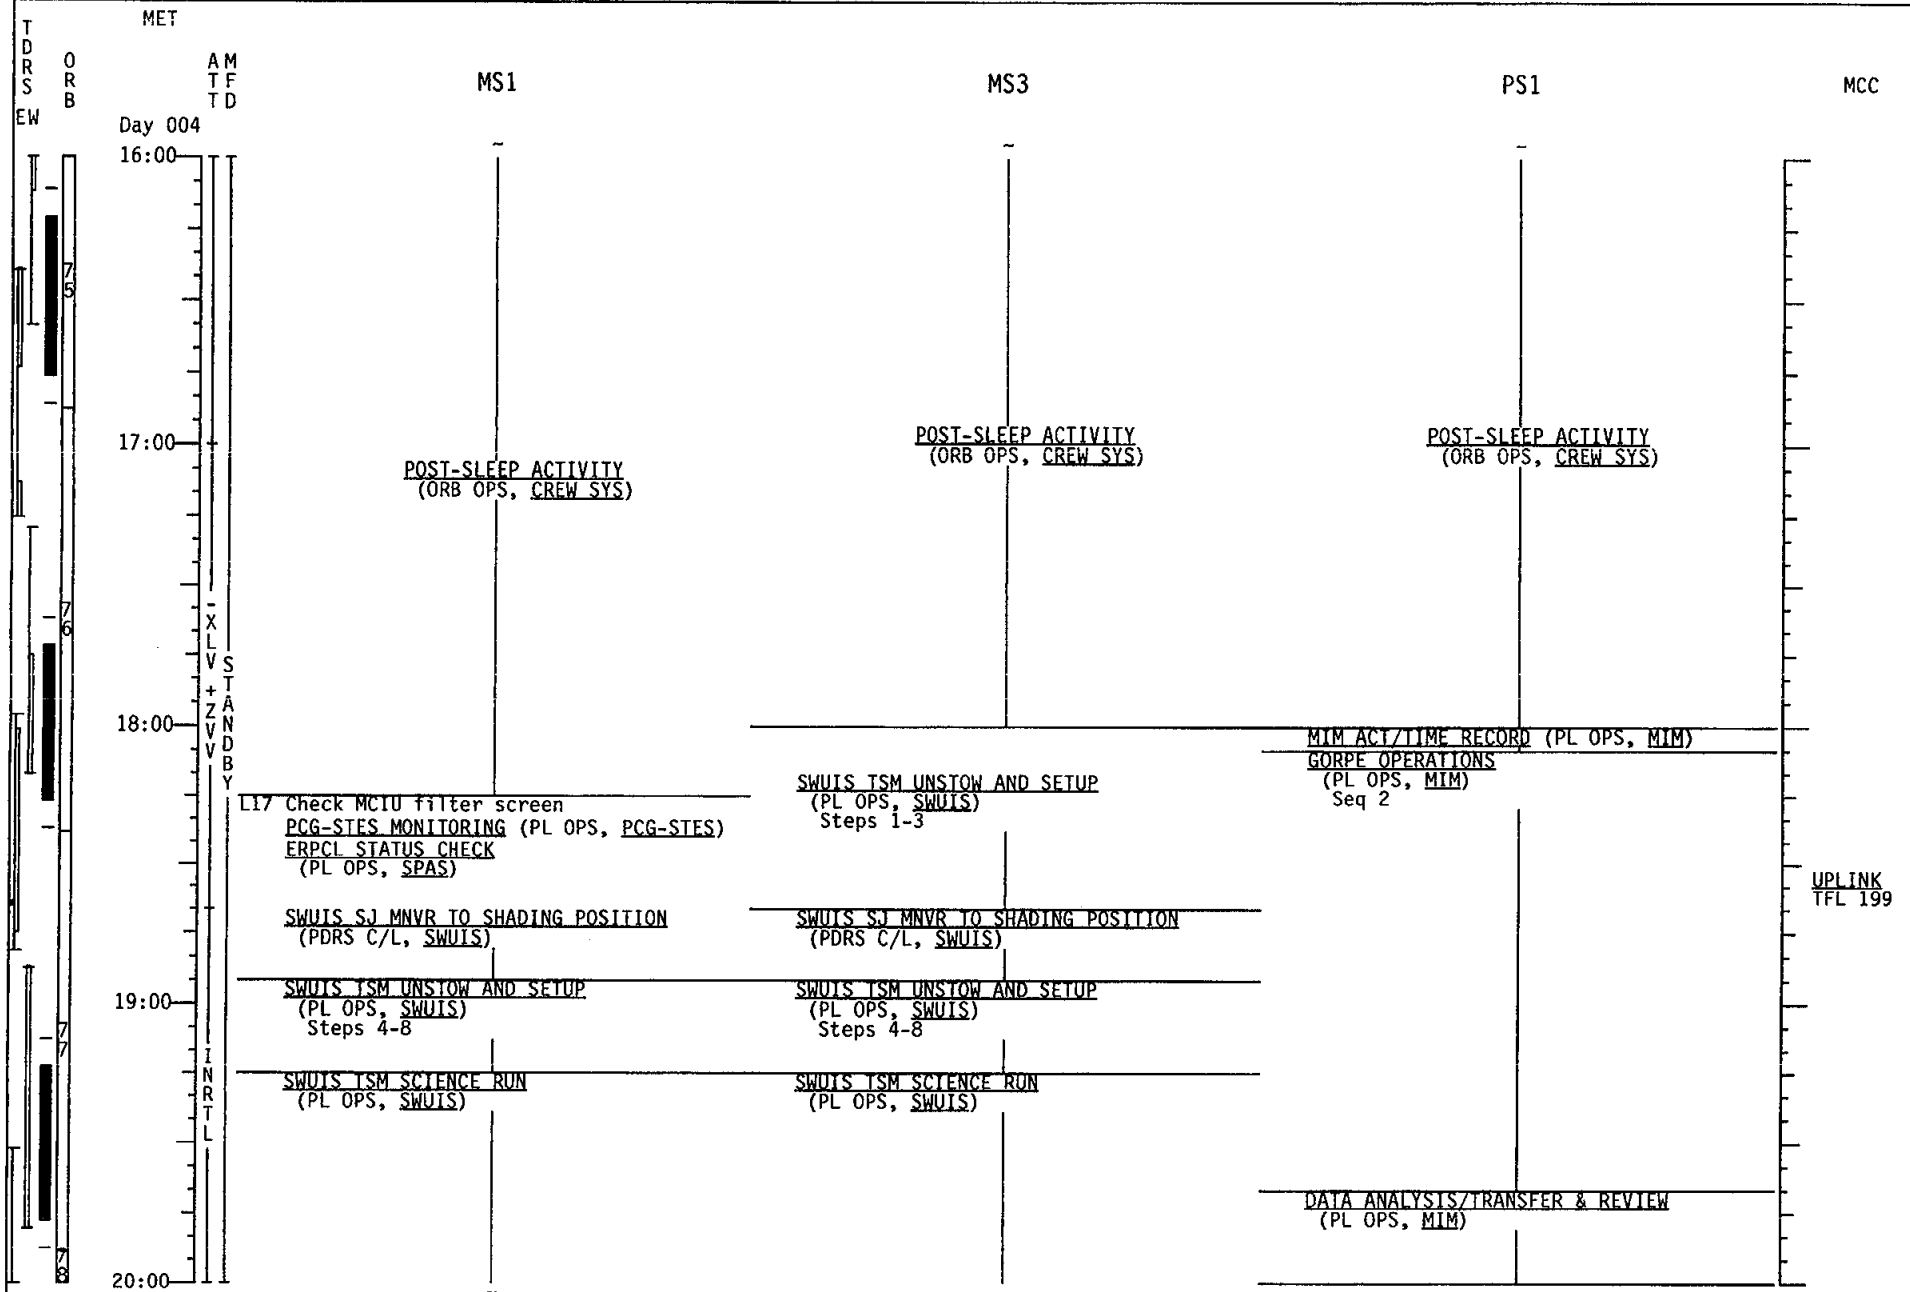 TDRS
EW
ORB
MET
ATT
MFD
MS1
MS3
PS1
MCC
Day 004
~
~
~
16:00
75
17:00
POST-SLEEP ACTIVITY
(ORB OPS, CREW SYS)
POST-SLEEP ACTIVITY
(ORB OPS, CREW SYS)
POST-SLEEP ACTIVITY
(ORB OPS, CREW SYS)
76
-XLV +ZVV
STANDBY
18:00
L17 Check MCIU filter screen
PCG-STES MONITORING (PL OPS, PCG-STES)
ERPCL STATUS CHECK
(PL OPS, SPAS)
SWUIS SJ MNVR TO SHADING POSITION
(PDRS C/L, SWUIS)
SWUIS TSM UNSTOW AND SETUP
(PL OPS, SWUIS)
Steps 4-8
SWUIS TSM SCIENCE RUN
(PL OPS, SWUIS)
SWUIS TSM UNSTOW AND SETUP
(PL OPS, SWUIS)
Steps 1-3
SWUIS SJ MNVR TO SHADING POSITION
(PDRS C/L, SWUIS)
SWUIS TSM UNSTOW AND SETUP
(PL OPS, SWUIS)
Steps 4-8
SWUIS TSM SCIENCE RUN
(PL OPS, SWUIS)
MIM ACT/TIME RECORD (PL OPS, MIM)
GORPE OPERATIONS
(PL OPS, MIM)
Seq 2
DATA ANALYSIS/TRANSFER & REVIEW
(PL OPS, MIM)
UPLINK
TFL 199
19:00
77
INRTL
78
20:00